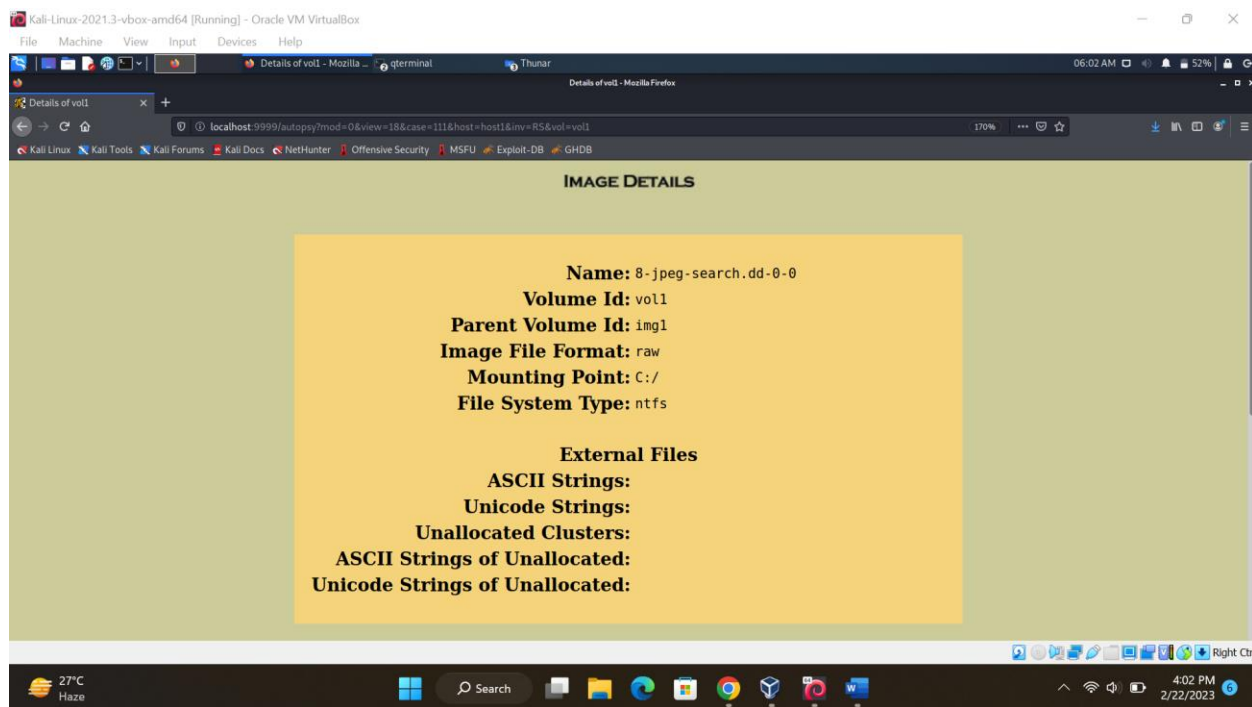 Kali-Linux-2021.3-vbox-amd64 [Running] - Oracle VM VirtualBox
File Machine View Input Devices Help
Details of vol1 - Mozilla ... qterminal Thunar 06:02 AM 52%
Details of vol1 - Mozilla Firefox
Details of vol1
localhost:9999/autopsy?mod=0&view=18&case=111&host=host1&inv=RS&vol=vol1 170%
Kali Linux Kali Tools Kali Forums Kali Docs NetHunter Offensive Security MSFU Exploit-DB GHDB
IMAGE DETAILS
Name: 8-jpeg-search.dd-0-0
Volume Id: vol1
Parent Volume Id: img1
Image File Format: raw
Mounting Point: C:/
File System Type: ntfs
External Files
ASCII Strings:
Unicode Strings:
Unallocated Clusters:
ASCII Strings of Unallocated:
Unicode Strings of Unallocated:
Right Ct
27°C
Haze
Search
4:02 PM
2/22/2023
6